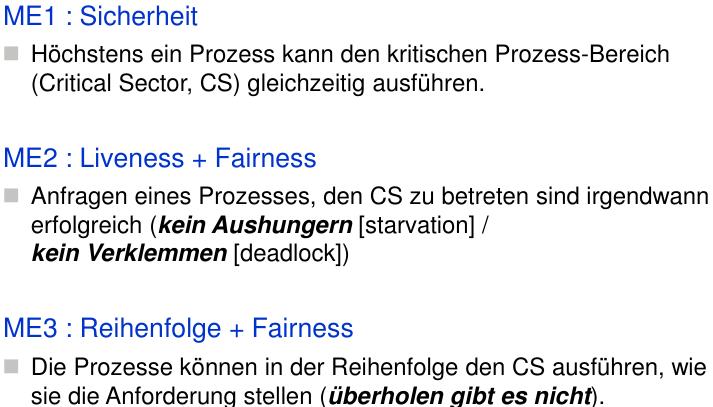 ME1 : Sicherheit
Höchstens ein Prozess kann den kritischen Prozess-Bereich
(Critical Sector, CS) gleichzeitig ausführen.
ME2 : Liveness + Fairness
Anfragen eines Prozesses, den CS zu betreten sind irgendwann
erfolgreich (kein Aushungern [starvation] /
kein Verklemmen [deadlock])
ME3 : Reihenfolge + Fairness
Die Prozesse können in der Reihenfolge den CS ausführen, wie
sie die Anforderung stellen (überholen gibt es nicht).